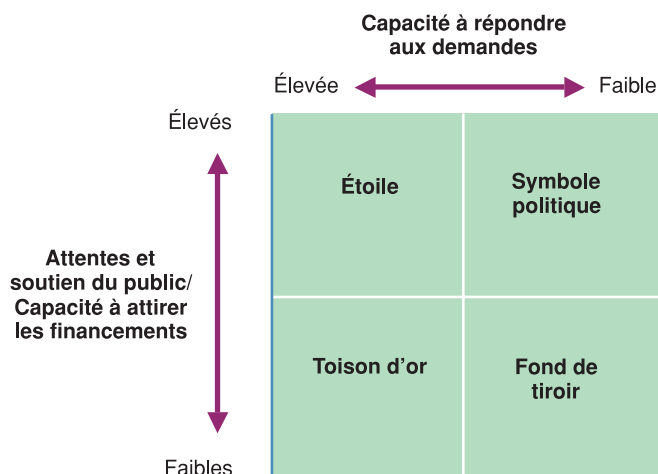 Capacité à répondre
aux demandes
Élevée
Faible
Élevés
Étoile
Symbole
politique
Attentes et
soutien du public/
Capacité à attirer
les financements
Toison d'or
Fond de
tiroir
Faibles